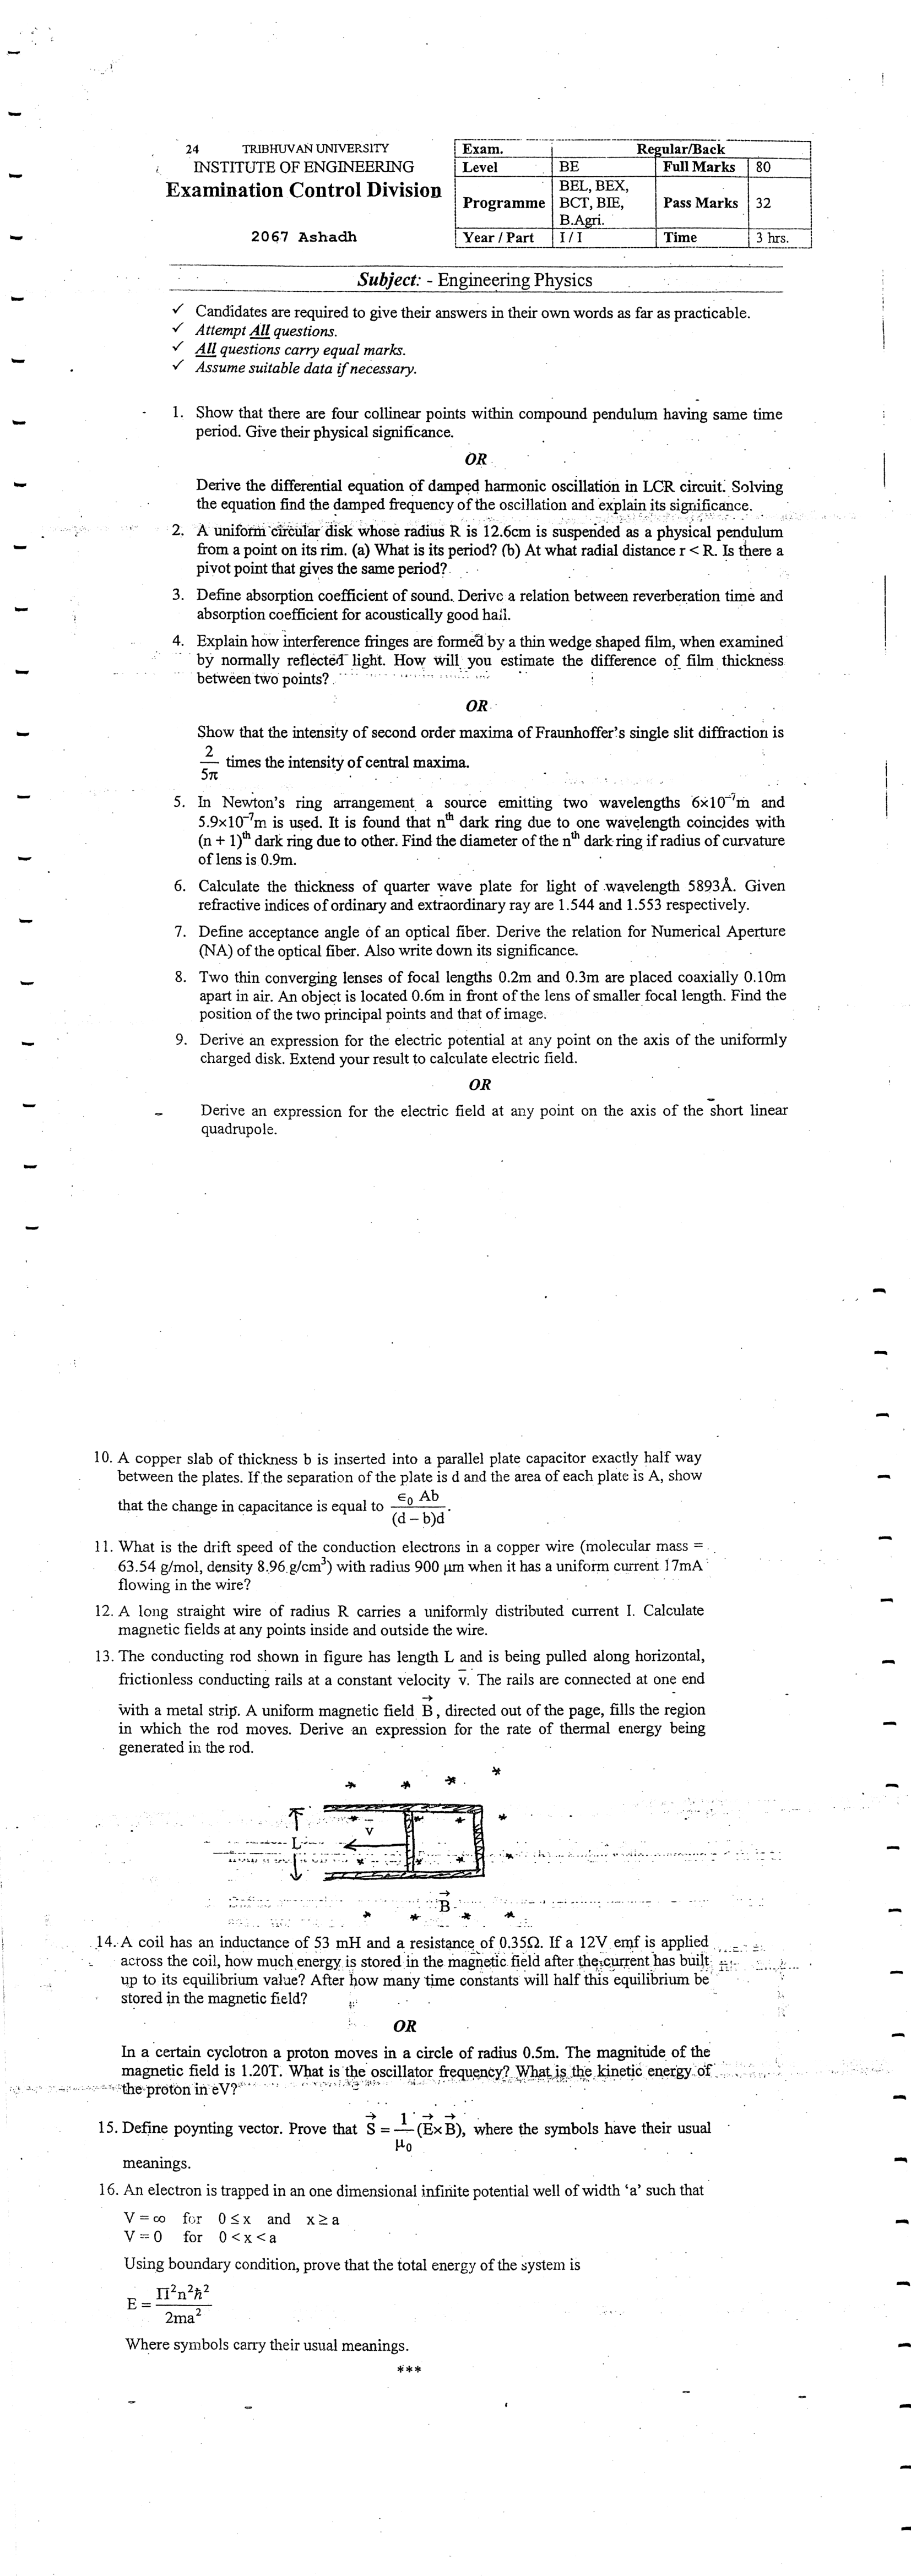 24 TRIBHUVAN UNIVERSITY
INSTITUTE OF ENGINEERING
Examination Control Division
2067 Ashadh
Exam. Regular/Back
Level BE Full Marks 80
Programme BEL, BEX, BCT, BIE, B.Agri. Pass Marks 32
Year / Part I / I Time 3 hrs.
Subject: - Engineering Physics
✓ Candidates are required to give their answers in their own words as far as practicable.
✓ Attempt All questions.
✓ All questions carry equal marks.
✓ Assume suitable data if necessary.
1. Show that there are four collinear points within compound pendulum having same time
period. Give their physical significance.
OR
Derive the differential equation of damped harmonic oscillation in LCR circuit. Solving
the equation find the damped frequency of the oscillation and explain its significance.
2. A uniform circular disk whose radius R is 12.6cm is suspended as a physical pendulum
from a point on its rim. (a) What is its period? (b) At what radial distance r < R. Is there a
pivot point that gives the same period?
3. Define absorption coefficient of sound. Derive a relation between reverberation time and
absorption coefficient for acoustically good hall.
4. Explain how interference fringes are formed by a thin wedge shaped film, when examined
by normally reflected light. How will you estimate the difference of film thickness
between two points?
OR
Show that the intensity of second order maxima of Fraunhoffer's single slit diffraction is
2/5π times the intensity of central maxima.
5. In Newton's ring arrangement a source emitting two wavelengths 6×10⁻⁷m and
5.9×10⁻⁷m is used. It is found that nth dark ring due to one wavelength coincides with
(n + 1)th dark ring due to other. Find the diameter of the nth dark ring if radius of curvature
of lens is 0.9m.
6. Calculate the thickness of quarter wave plate for light of wavelength 5893Å. Given
refractive indices of ordinary and extraordinary ray are 1.544 and 1.553 respectively.
7. Define acceptance angle of an optical fiber. Derive the relation for Numerical Aperture
(NA) of the optical fiber. Also write down its significance.
8. Two thin converging lenses of focal lengths 0.2m and 0.3m are placed coaxially 0.10m
apart in air. An object is located 0.6m in front of the lens of smaller focal length. Find the
position of the two principal points and that of image.
9. Derive an expression for the electric potential at any point on the axis of the uniformly
charged disk. Extend your result to calculate electric field.
OR
Derive an expression for the electric field at any point on the axis of the short linear
quadrupole.
10. A copper slab of thickness b is inserted into a parallel plate capacitor exactly half way
between the plates. If the separation of the plate is d and the area of each plate is A, show
that the change in capacitance is equal to ∈₀ Ab/(d – b)d.
11. What is the drift speed of the conduction electrons in a copper wire (molecular mass =
63.54 g/mol, density 8.96 g/cm³) with radius 900 μm when it has a uniform current 17mA
flowing in the wire?
12. A long straight wire of radius R carries a uniformly distributed current I. Calculate
magnetic fields at any points inside and outside the wire.
13. The conducting rod shown in figure has length L and is being pulled along horizontal,
frictionless conducting rails at a constant velocity v̄. The rails are connected at one end
with a metal strip. A uniform magnetic field B⃗, directed out of the page, fills the region
in which the rod moves. Derive an expression for the rate of thermal energy being
generated in the rod.
v
L
B⃗
14. A coil has an inductance of 53 mH and a resistance of 0.35Ω. If a 12V emf is applied
across the coil, how much energy is stored in the magnetic field after the current has built
up to its equilibrium value? After how many time constants will half this equilibrium be
stored in the magnetic field?
OR
In a certain cyclotron a proton moves in a circle of radius 0.5m. The magnitude of the
magnetic field is 1.20T. What is the oscillator frequency? What is the kinetic energy of
the proton in eV?
15. Define poynting vector. Prove that S⃗ = 1/μ₀ (E⃗×B⃗), where the symbols have their usual
meanings.
16. An electron is trapped in an one dimensional infinite potential well of width 'a' such that
V = ∞ for 0 ≤ x and x ≥ a
V = 0 for 0 < x < a
Using boundary condition, prove that the total energy of the system is
E = Π²n²ℏ²/2ma²
Where symbols carry their usual meanings.
***